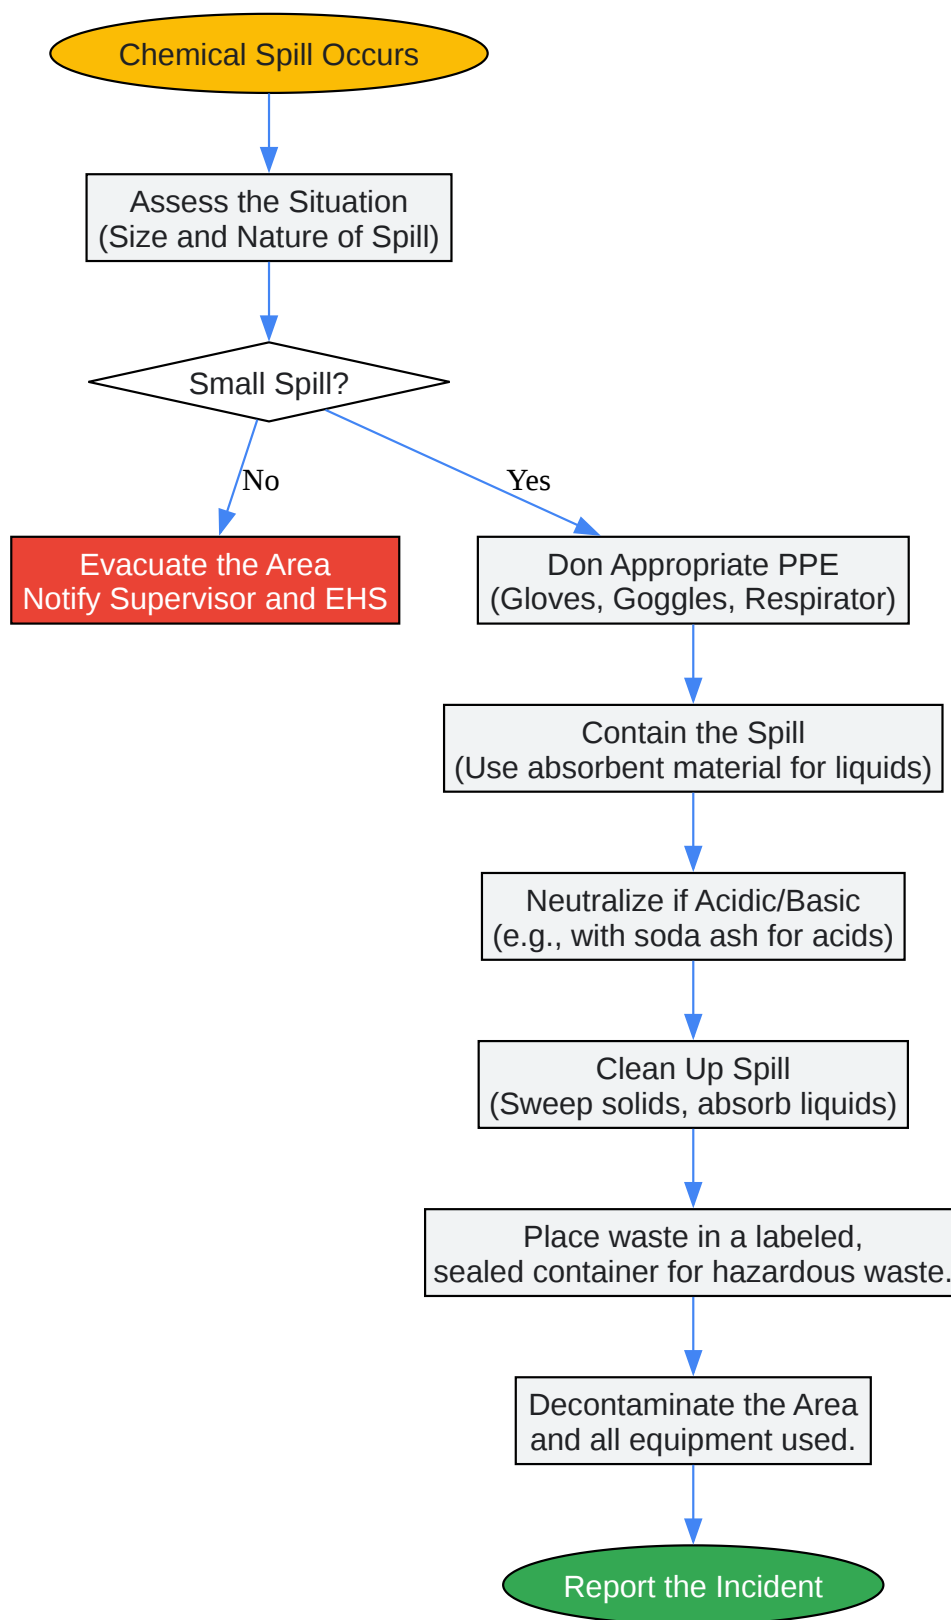 Chemical Spill Occurs
Assess the Situation
(Size and Nature of Spill)
Small Spill?
No
Yes
Evacuate the Area
Notify Supervisor and EHS
Don Appropriate PPE
(Gloves, Goggles, Respirator)
Contain the Spill
(Use absorbent material for liquids)
Neutralize if Acidic/Basic
(e.g., with soda ash for acids)
Clean Up Spill
(Sweep solids, absorb liquids)
Place waste in a labeled,
sealed container for hazardous waste.
Decontaminate the Area
and all equipment used.
Report the Incident